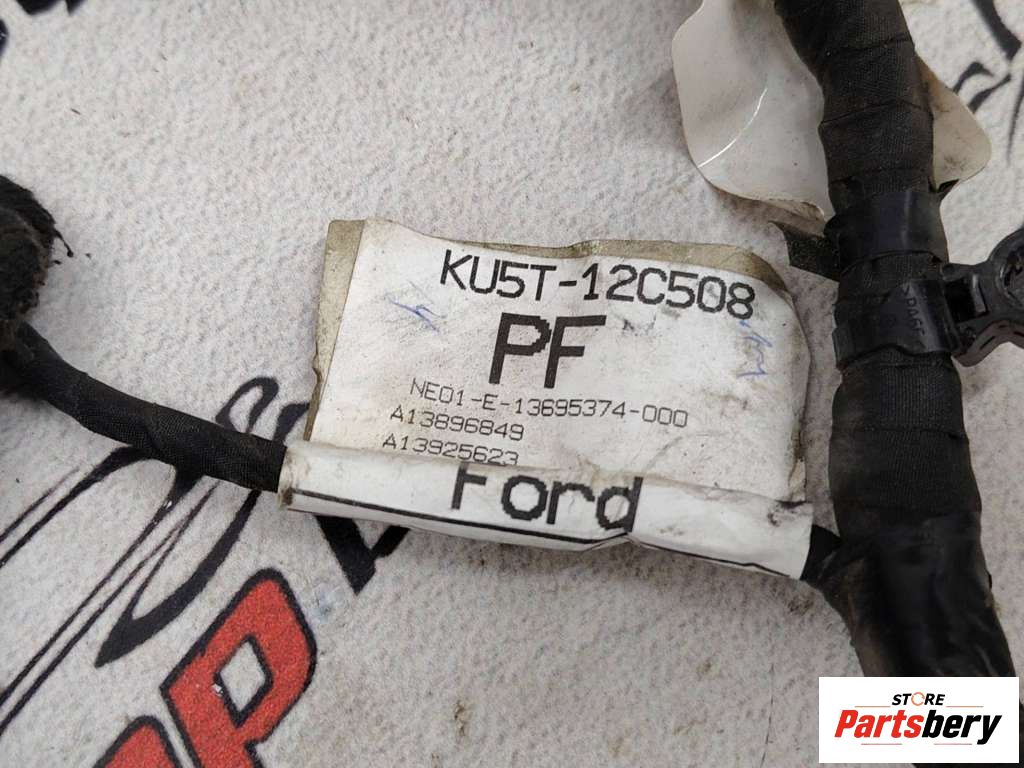 KU5T-12C508
PF
NE01-E-13695374-000
A13896849
A13925623
Ford
STORE
Partsbery